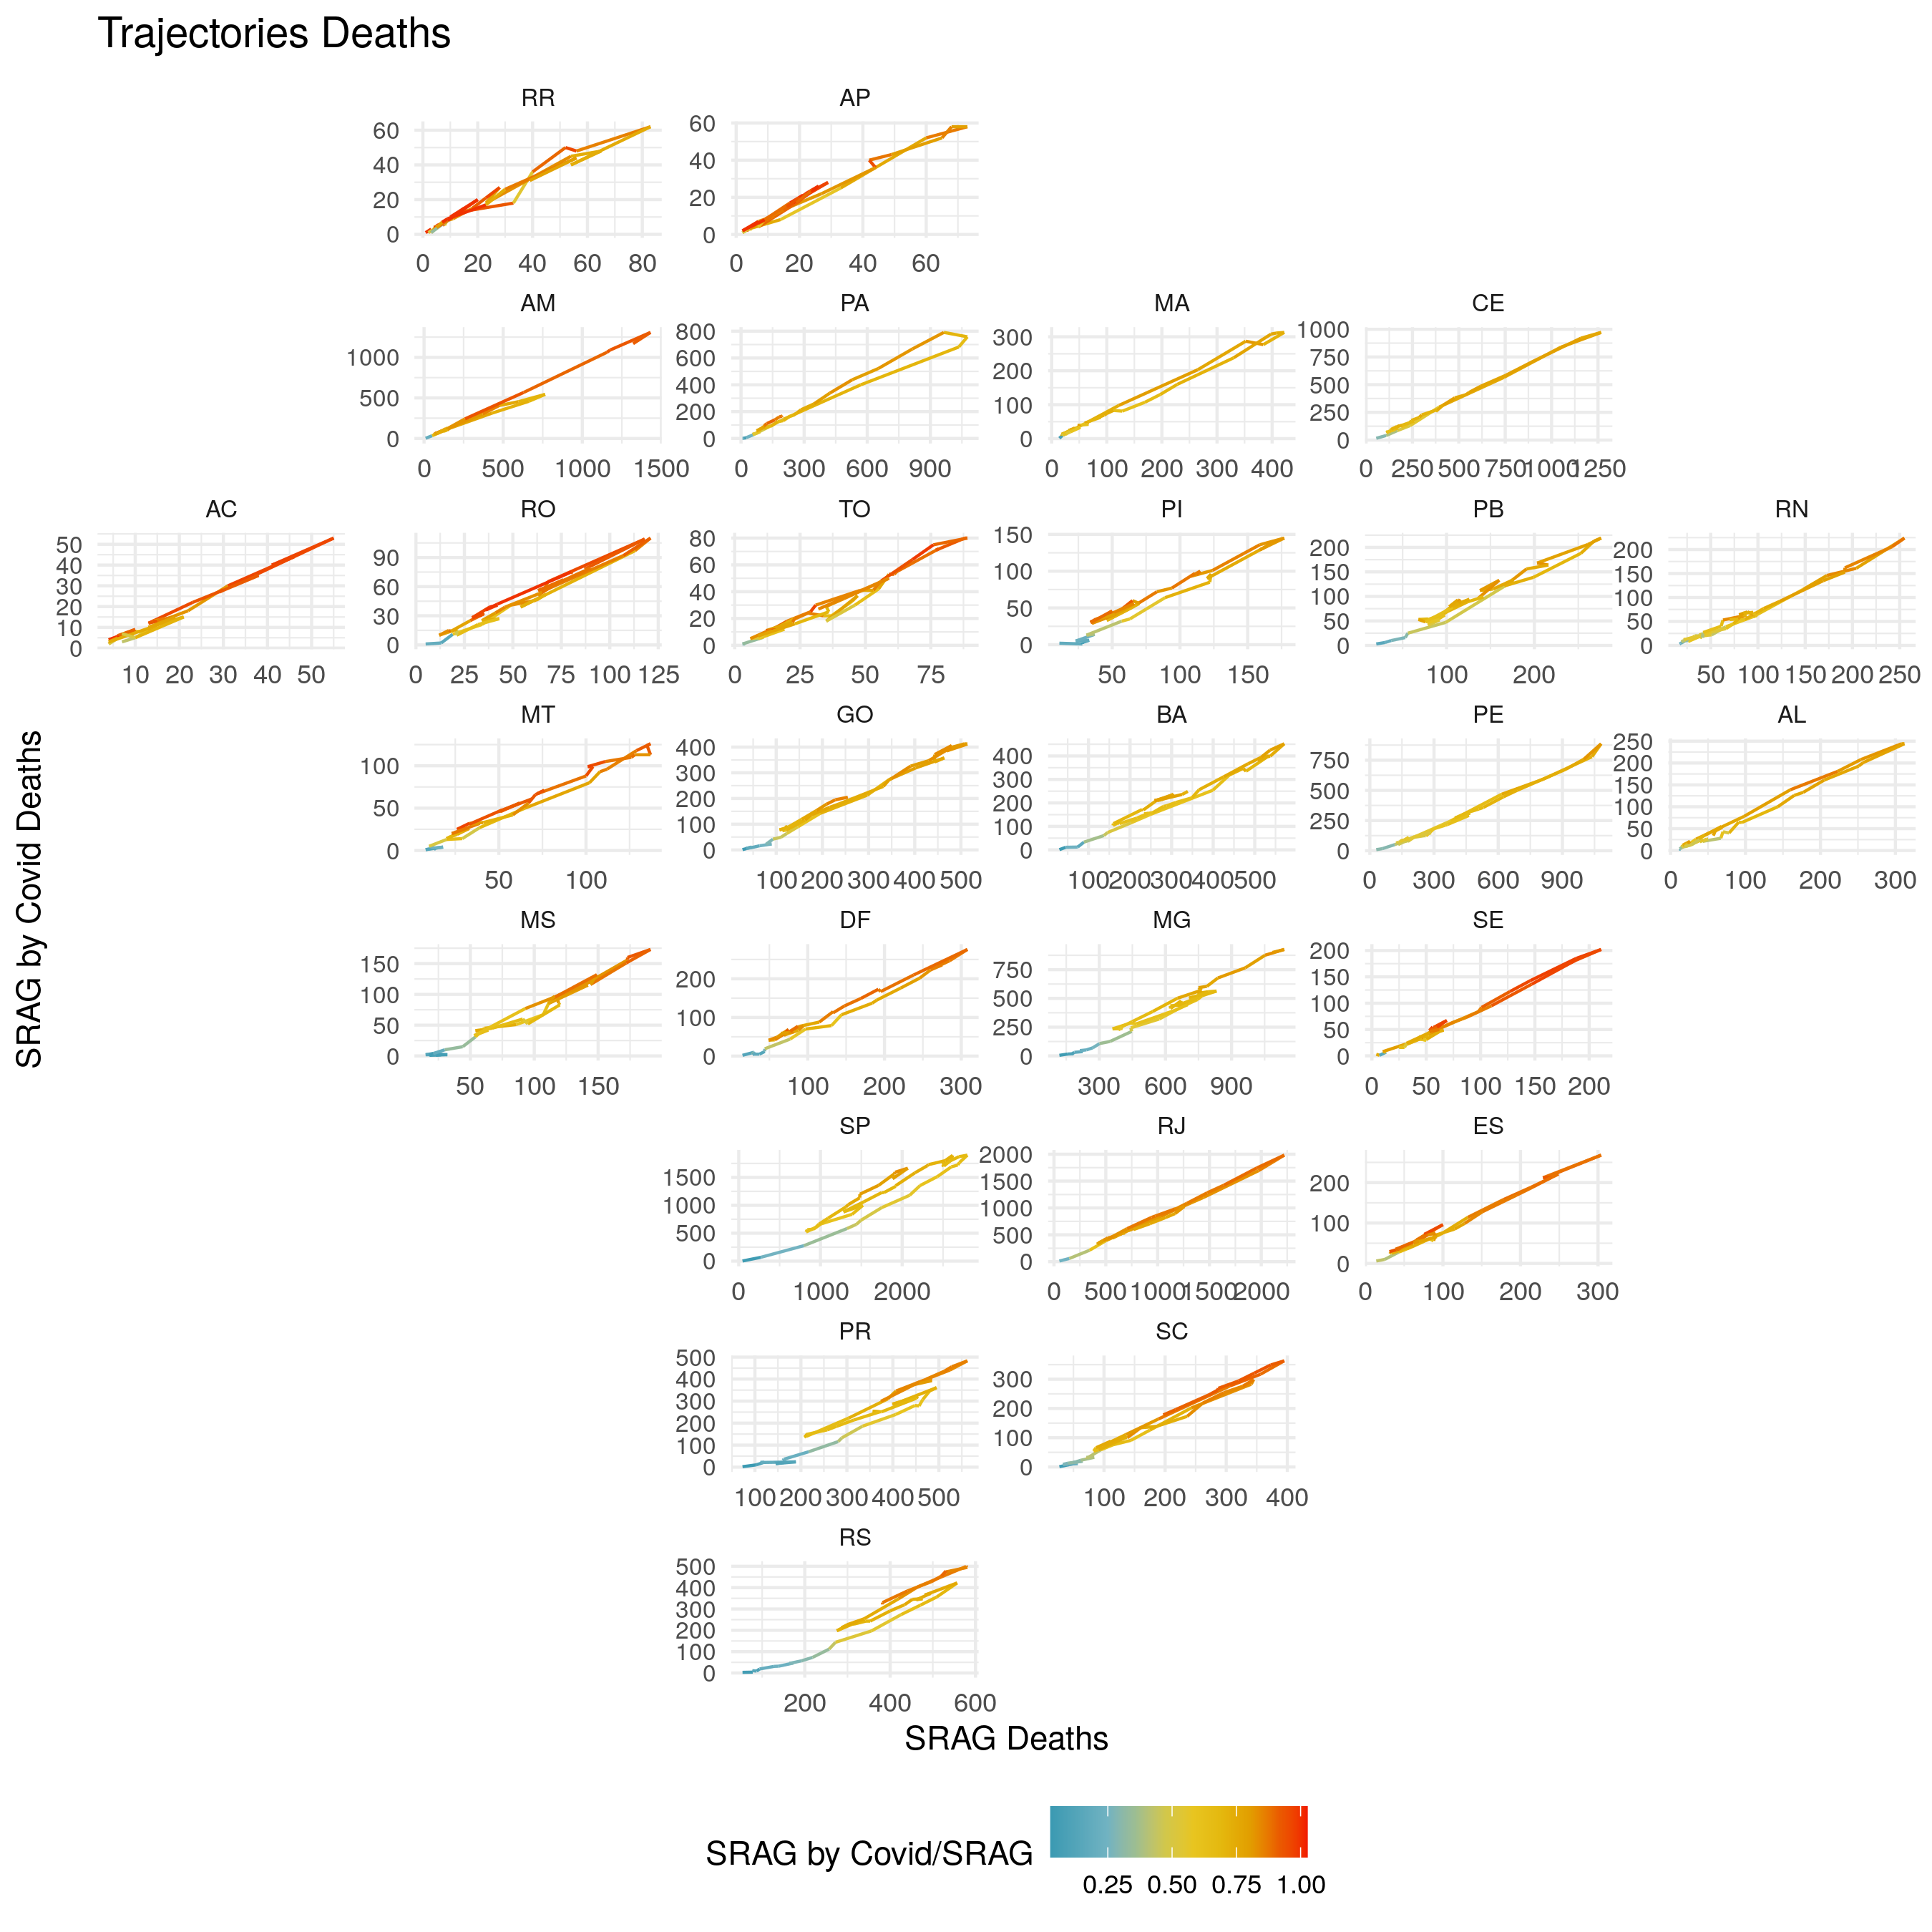 Trajectories Deaths
RR AP
60 40 20 0 60 40 20 0
0 20 40 60 80 0 20 40 60
AM PA MA CE
1000 500 0 800 600 400 200 0 300 200 100 0 1000 750 500 250 0
0 500 1000 1500 0 300 600 900 0 100 200 300 400 0 250 500 750 1000 1250
AC RO TO PI PB RN
50 40 30 20 10 0 90 60 30 0 80 60 40 20 0 150 100 50 0 200 150 100 50 0 200 150 100 50 0
10 20 30 40 50 0 25 50 75 100 125 0 25 50 75 50 100 150 100 200 50 100 150 200 250
MT GO BA PE AL
100 50 0 400 300 200 100 0 400 300 200 100 0 750 500 250 0 250 200 150 100 50 0
50 100 100 200 300 400 500 100 200 300 400 500 0 300 600 900 0 100 200 300
MS DF MG SE
150 100 50 0 200 100 0 750 500 250 0 200 150 100 50 0
50 100 150 100 200 300 300 600 900 0 50 100 150 200
SP RJ ES
1500 1000 500 0 2000 1500 1000 500 0 200 100 0
0 1000 2000 0 500 1000 1500 2000 0 100 200 300
PR SC
500 400 300 200 100 0 300 200 100 0
100 200 300 400 500 100 200 300 400
RS
500 400 300 200 100 0
200 400 600
SRAG by Covid Deaths
SRAG Deaths
SRAG by Covid/SRAG
0.25 0.50 0.75 1.00